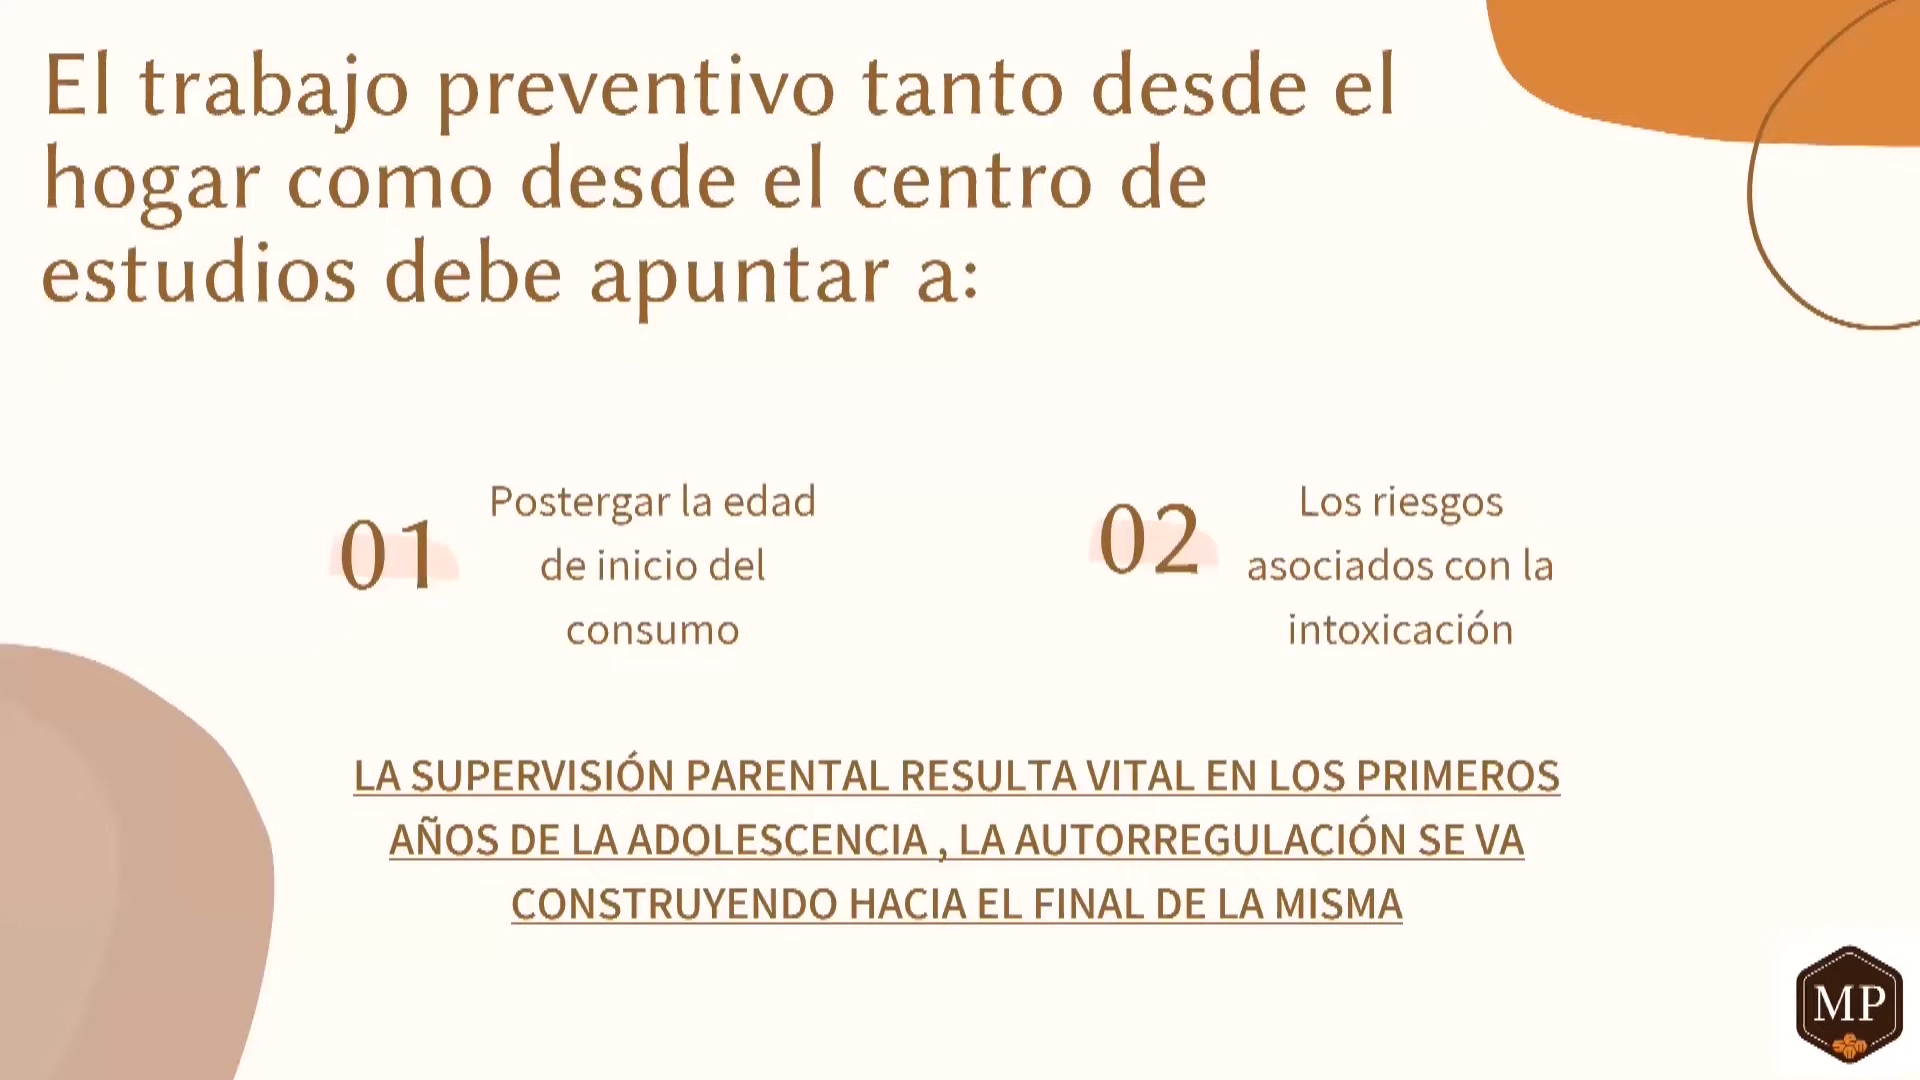 El trabajo preventivo tanto desde el
hogar como desde el centro de
estudios debe apuntar a:
01
Postergar la edad
de inicio del
consumo
02
Los riesgos
asociados con la
intoxicación
LA SUPERVISIÓN PARENTAL RESULTA VITAL EN LOS PRIMEROS
AÑOS DE LA ADOLESCENCIA , LA AUTORREGULACIÓN SE VA
CONSTRUYENDO HACIA EL FINAL DE LA MISMA
MP